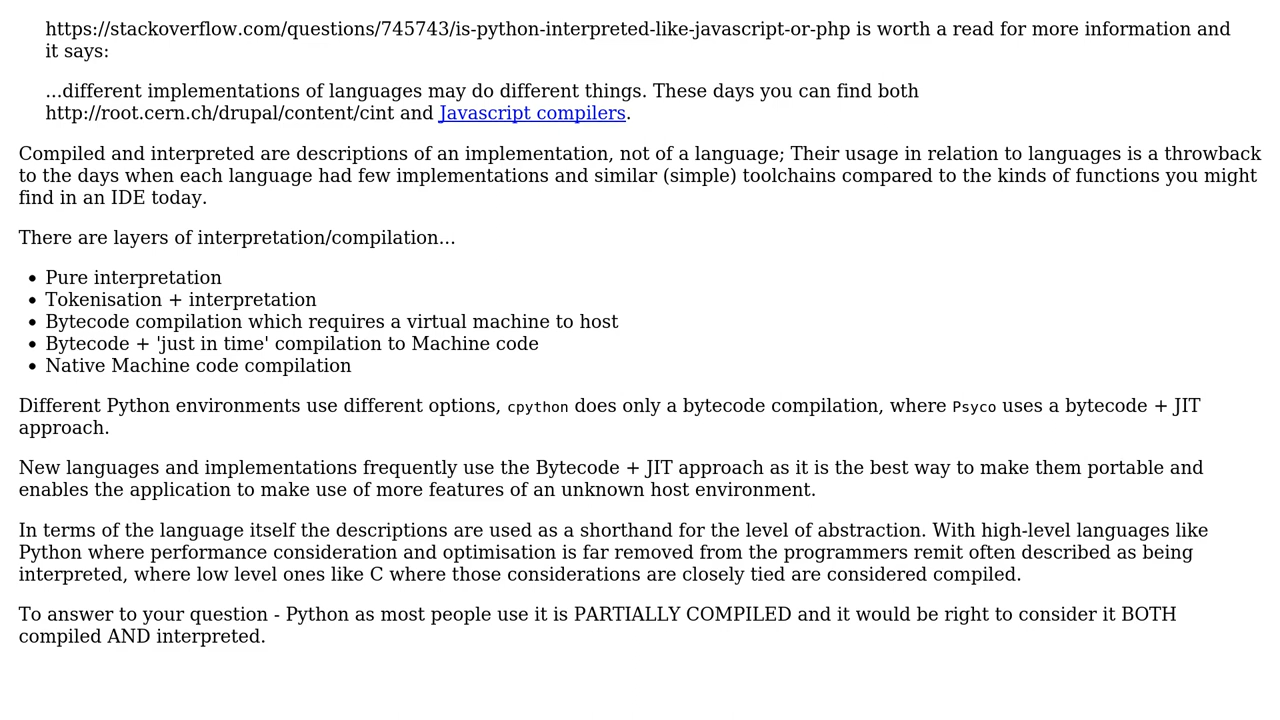 https://stackoverflow.com/questions/745743/is-python-interpreted-like-javascript-or-php is worth a read for more information and
it says:
...different implementations of languages may do different things. These days you can find both
http://root.cern.ch/drupal/content/cint and Javascript compilers.
Compiled and interpreted are descriptions of an implementation, not of a language; Their usage in relation to languages is a throwback
to the days when each language had few implementations and similar (simple) toolchains compared to the kinds of functions you might
find in an IDE today.
There are layers of interpretation/compilation...
• Pure interpretation
• Tokenisation + interpretation
• Bytecode compilation which requires a virtual machine to host
• Bytecode + 'just in time' compilation to Machine code
• Native Machine code compilation
Different Python environments use different options, cpython does only a bytecode compilation, where Psyco uses a bytecode + JIT
approach.
New languages and implementations frequently use the Bytecode + JIT approach as it is the best way to make them portable and
enables the application to make use of more features of an unknown host environment.
In terms of the language itself the descriptions are used as a shorthand for the level of abstraction. With high-level languages like
Python where performance consideration and optimisation is far removed from the programmers remit often described as being
interpreted, where low level ones like C where those considerations are closely tied are considered compiled.
To answer to your question - Python as most people use it is PARTIALLY COMPILED and it would be right to consider it BOTH
compiled AND interpreted.